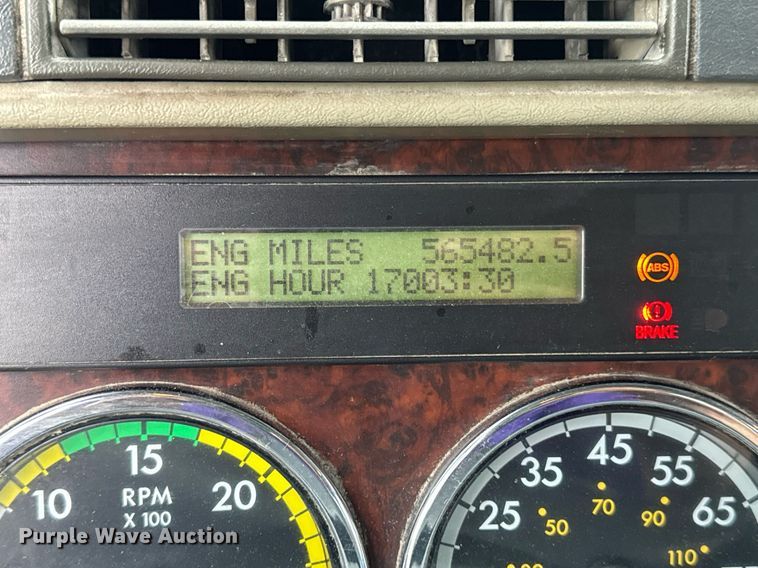 ENG MILES 565482.5
ENG HOUR 17003:30
ABS
BRAKE
10 15 20
RPM
X 100
25 35 45 55 65
50 70 90 110
Purple Wave Auction